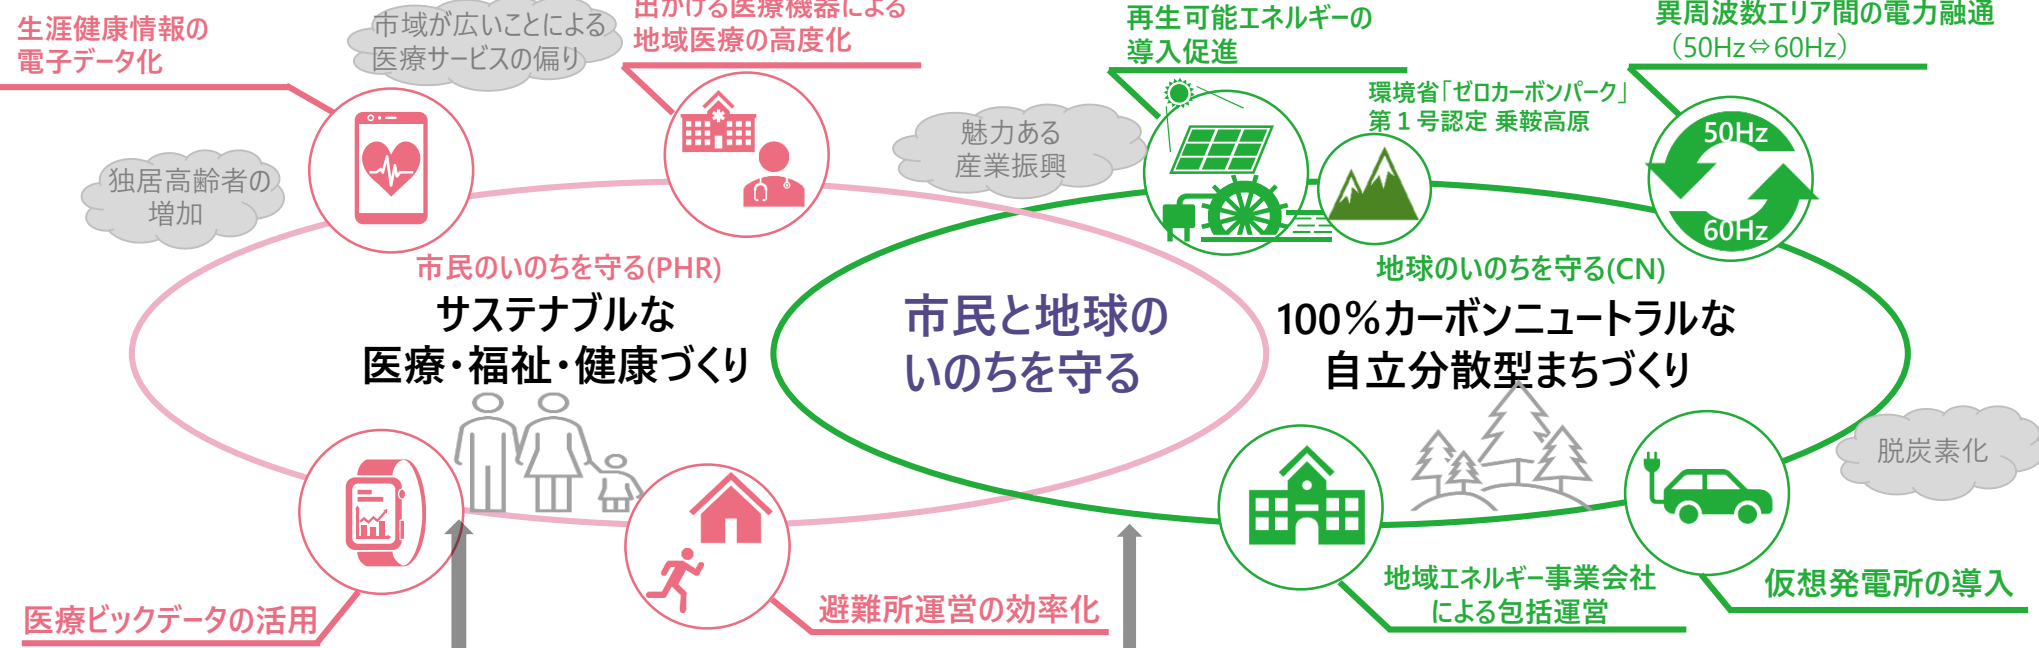 生涯健康情報の
電子データ化
市域が広いことによる
医療サービスの偏り
出かける医療機器による
地域医療の高度化
独居高齢者の
増加
市民のいのちを守る(PHR)
サステナブルな
医療・福祉・健康づくり
医療ビックデータの活用
避難所運営の効率化
魅力ある
産業振興
市民と地球の
いのちを守る
再生可能エネルギーの
導入促進
環境省「ゼロカーボンパーク」
第1号認定 乗鞍高原
異周波数エリア間の電力融通
（50Hz⇔60Hz）
50Hz
60Hz
地球のいのちを守る(CN)
100％カーボンニュートラルな
自立分散型まちづくり
脱炭素化
地域エネルギー事業会社
による包括運営
仮想発電所の導入